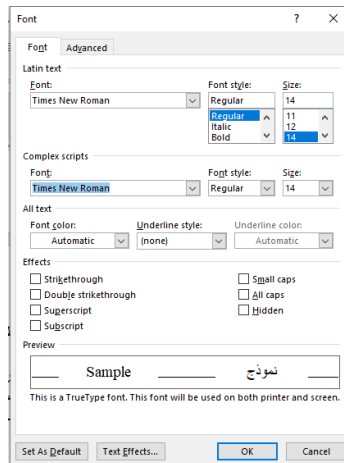 Font ? ×
Font Advanced
Latin text
Font: Font style: Size:
Times New Roman Regular 14
Regular 11
Italic 12
Bold 14
Complex scripts
Font: Font style: Size:
Times New Roman Regular 14
All text
Font color: Underline style: Underline color:
Automatic (none) Automatic
Effects
Strikethrough Small caps
Double strikethrough All caps
Superscript Hidden
Subscript
Preview
Sample نموذج
This is a TrueType font. This font will be used on both printer and screen.
Set As Default Text Effects... OK Cancel